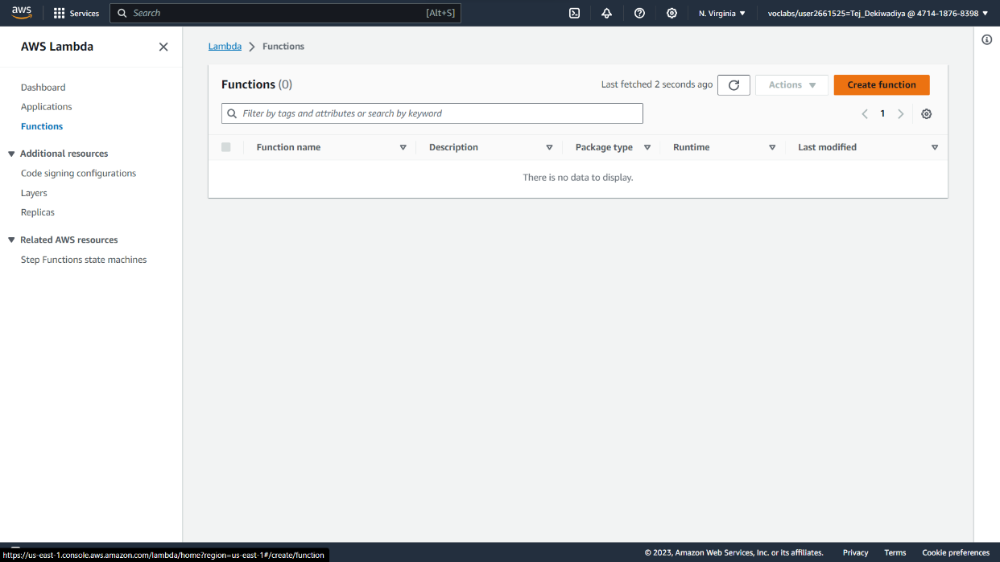 aws
Services
Search
[Alt+S]
N. Virginia
voclabs/user2661525=Tej_Dekiwadiya @ 4714-1876-8398
AWS Lambda
Dashboard
Applications
Functions
Additional resources
Code signing configurations
Layers
Replicas
Related AWS resources
Step Functions state machines
Lambda
Functions
Functions (0)
Last fetched 2 seconds ago
Actions
Create function
Filter by tags and attributes or search by keyword
1
Function name
Description
Package type
Runtime
Last modified
There is no data to display.
https://us-east-1.console.aws.amazon.com/lambda/home?region=us-east-1#/create/function
© 2023, Amazon Web Services, Inc. or its affiliates.
Privacy
Terms
Cookie preferences